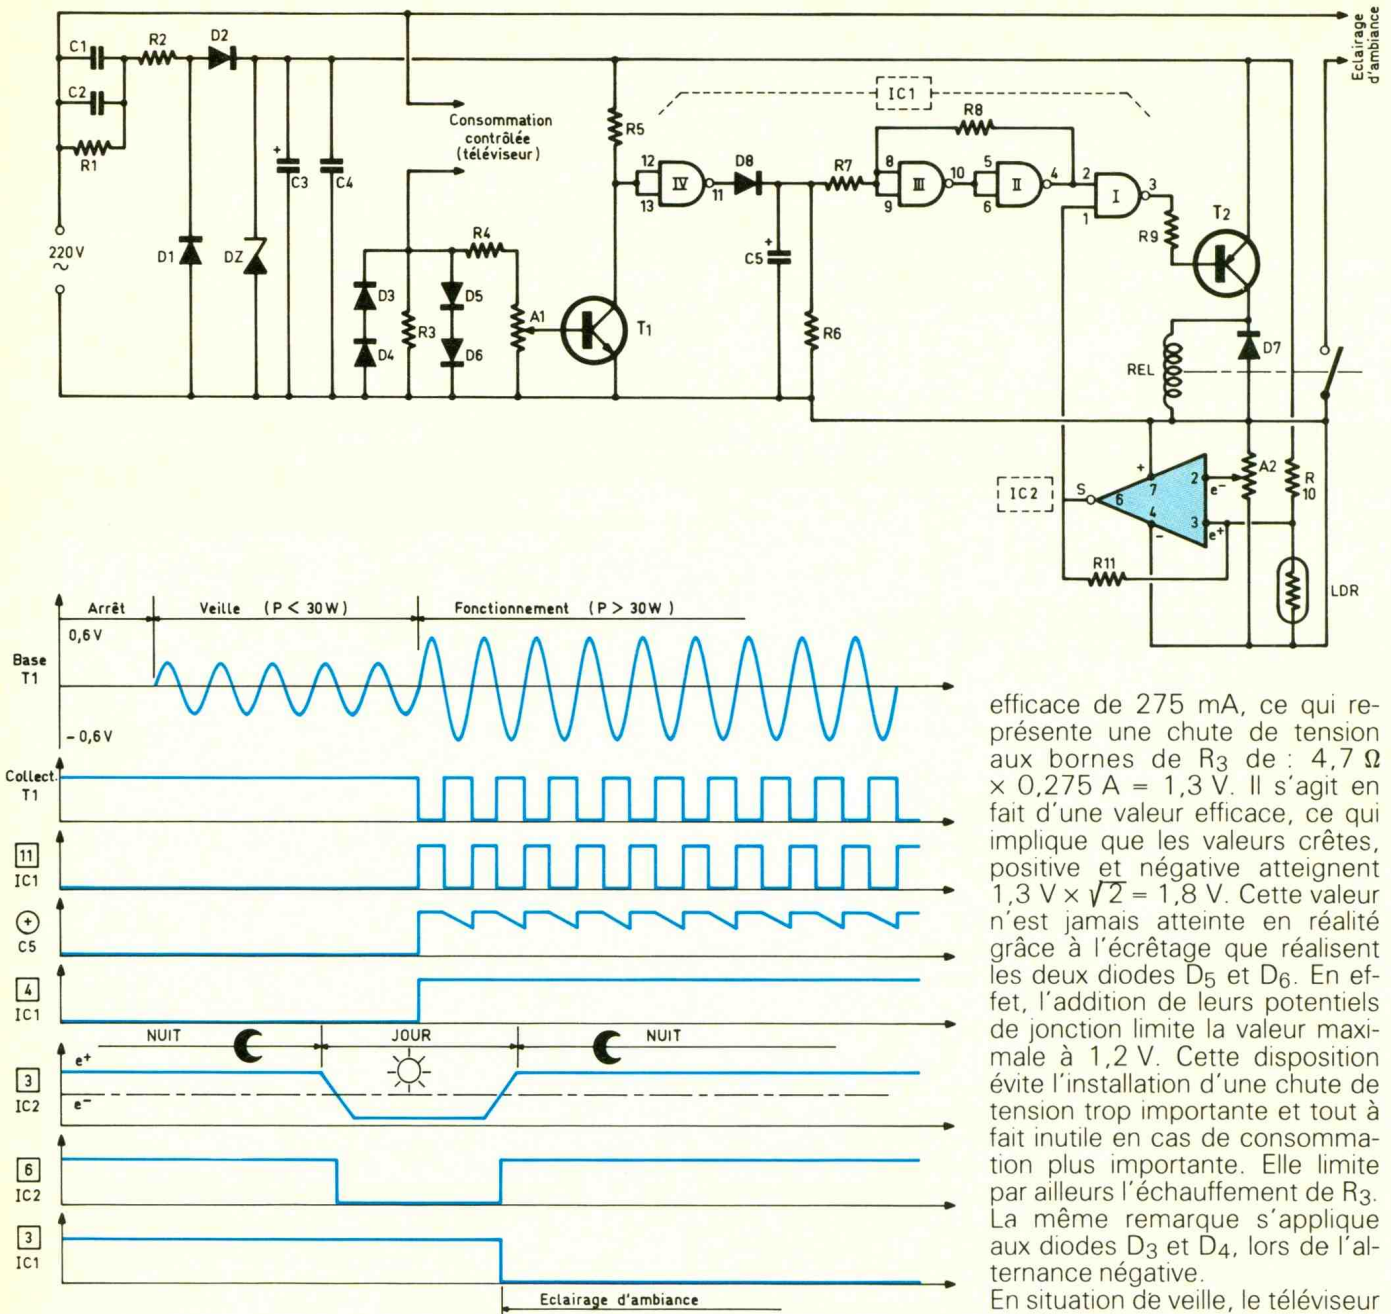 C1
R2
D2
C2
R1
220V
~
D1
DZ
+
C3
C4
Consommation
contrôlée
(téléviseur)
R4
D3
D5
R3
A1
D4
D6
T1
R5
IC1
12
IV
13
11
D8
+
C5
R6
R7
R8
8
III
9
10
5
II
6
4
2
I
1
3
R9
T2
REL
D7
Eclairage
d'ambiance
IC2
S
6
+
7
4
-
2
e-
3
e+
A2
R
10
R11
LDR
Arrêt
Veille (P < 30W)
Fonctionnement (P > 30W)
0,6V
Base
T1
- 0,6V
Collect.
T1
11
IC1
+
C5
4
IC1
NUIT
JOUR
NUIT
e+
3
IC2
e-
6
IC2
3
IC1
Eclairage d'ambiance
efficace de 275 mA, ce qui re-
présente une chute de tension
aux bornes de R3 de : 4,7 Ω
× 0,275 A = 1,3 V. Il s'agit en
fait d'une valeur efficace, ce qui
implique que les valeurs crêtes,
positive et négative atteignent
1,3 V × √2 = 1,8 V. Cette valeur
n'est jamais atteinte en réalité
grâce à l'écrêtage que réalisent
les deux diodes D5 et D6. En ef-
fet, l'addition de leurs potentiels
de jonction limite la valeur maxi-
male à 1,2 V. Cette disposition
évite l'installation d'une chute de
tension trop importante et tout à
fait inutile en cas de consomma-
tion plus importante. Elle limite
par ailleurs l'échauffement de R3.
La même remarque s'applique
aux diodes D3 et D4, lors de l'al-
ternance négative.
En situation de veille, le téléviseur